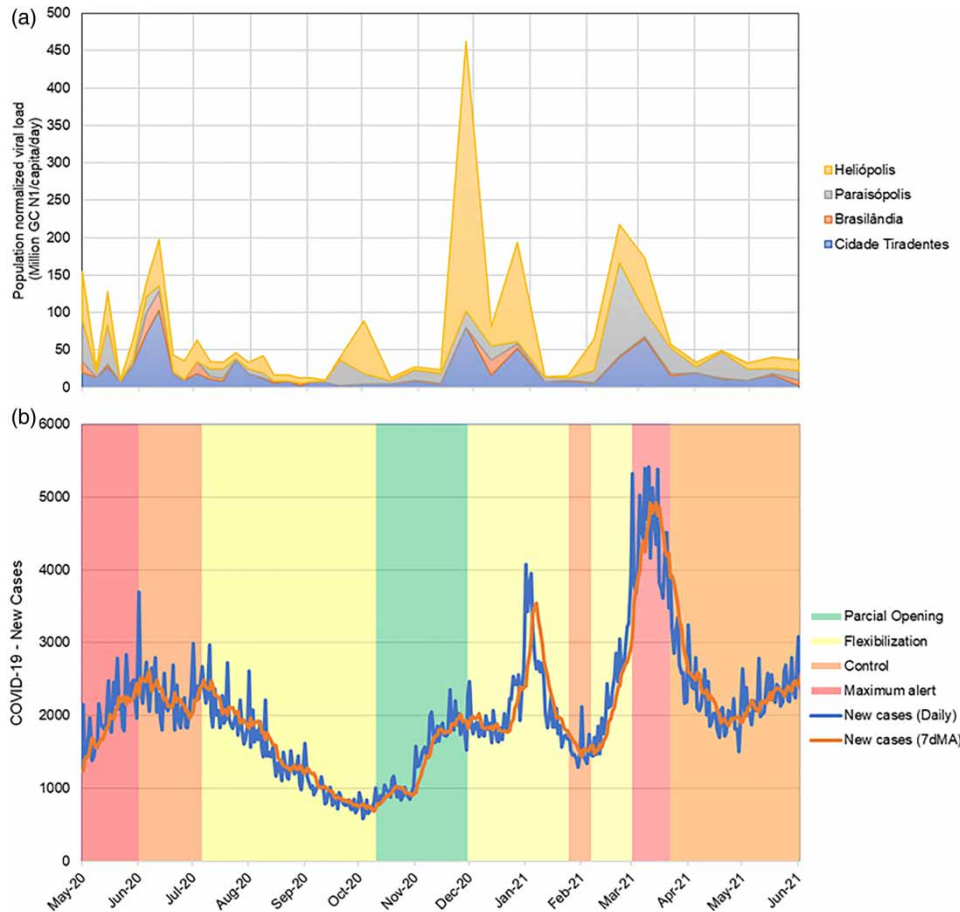 (a)
500
450
400
350
300
250
200
150
100
50
0
Population normalized viral load
(Million GC N1/capita/day)
Heliópolis
Paraisópolis
Brasilândia
Cidade Tiradentes
(b)
6000
5000
4000
3000
2000
1000
0
COVID-19 - New Cases
Parcial Opening
Flexibilization
Control
Maximum alert
New cases (Daily)
New cases (7dMA)
May-20
Jun-20
Jul-20
Aug-20
Sep-20
Oct-20
Nov-20
Dec-20
Jan-21
Feb-21
Mar-21
Apr-21
May-21
Jun-21